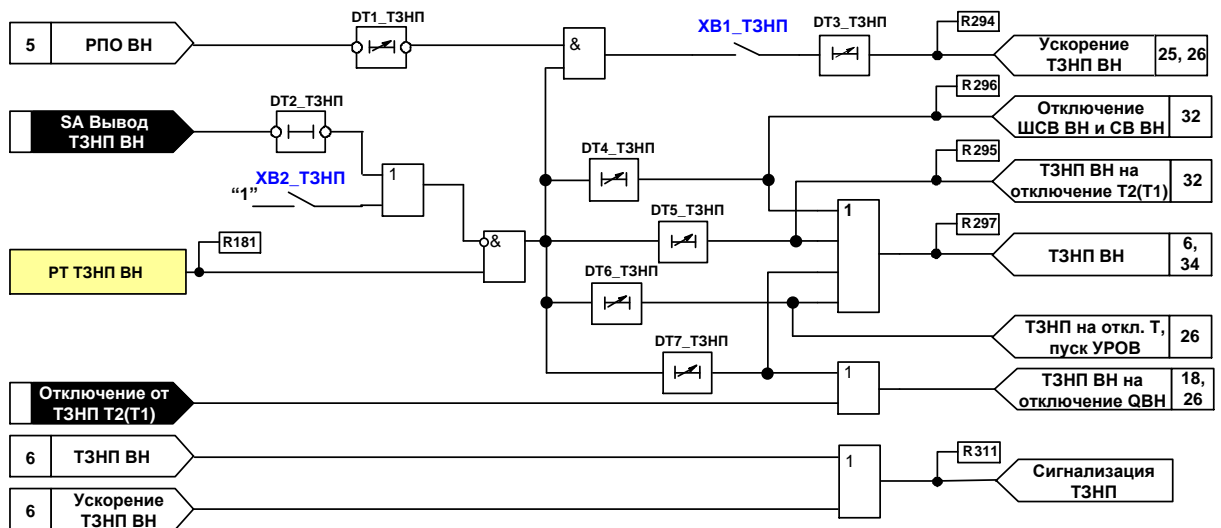 DT1_ТЗНП
5 РПО ВН
&
ХВ1_ТЗНП
DT3_ТЗНП
R294
Ускорение
ТЗНП ВН
25, 26
SA Вывод
ТЗНП ВН
DT2_ТЗНП
R296
Отключение
ШСВ ВН и СВ ВН
32
ХВ2_ТЗНП
“1”
1
DT4_ТЗНП
R295
ТЗНП ВН на
отключение Т2(Т1)
32
R181
РТ ТЗНП ВН
&
DT5_ТЗНП
1
R297
ТЗНП ВН
6,
34
DT6_ТЗНП
ТЗНП на откл. Т,
пуск УРОВ
26
DT7_ТЗНП
Отключение от
ТЗНП Т2(Т1)
1
ТЗНП ВН на
отключение QВН
18,
26
6 ТЗНП ВН
1
R311
Сигнализация
ТЗНП
6
Ускорение
ТЗНП ВН